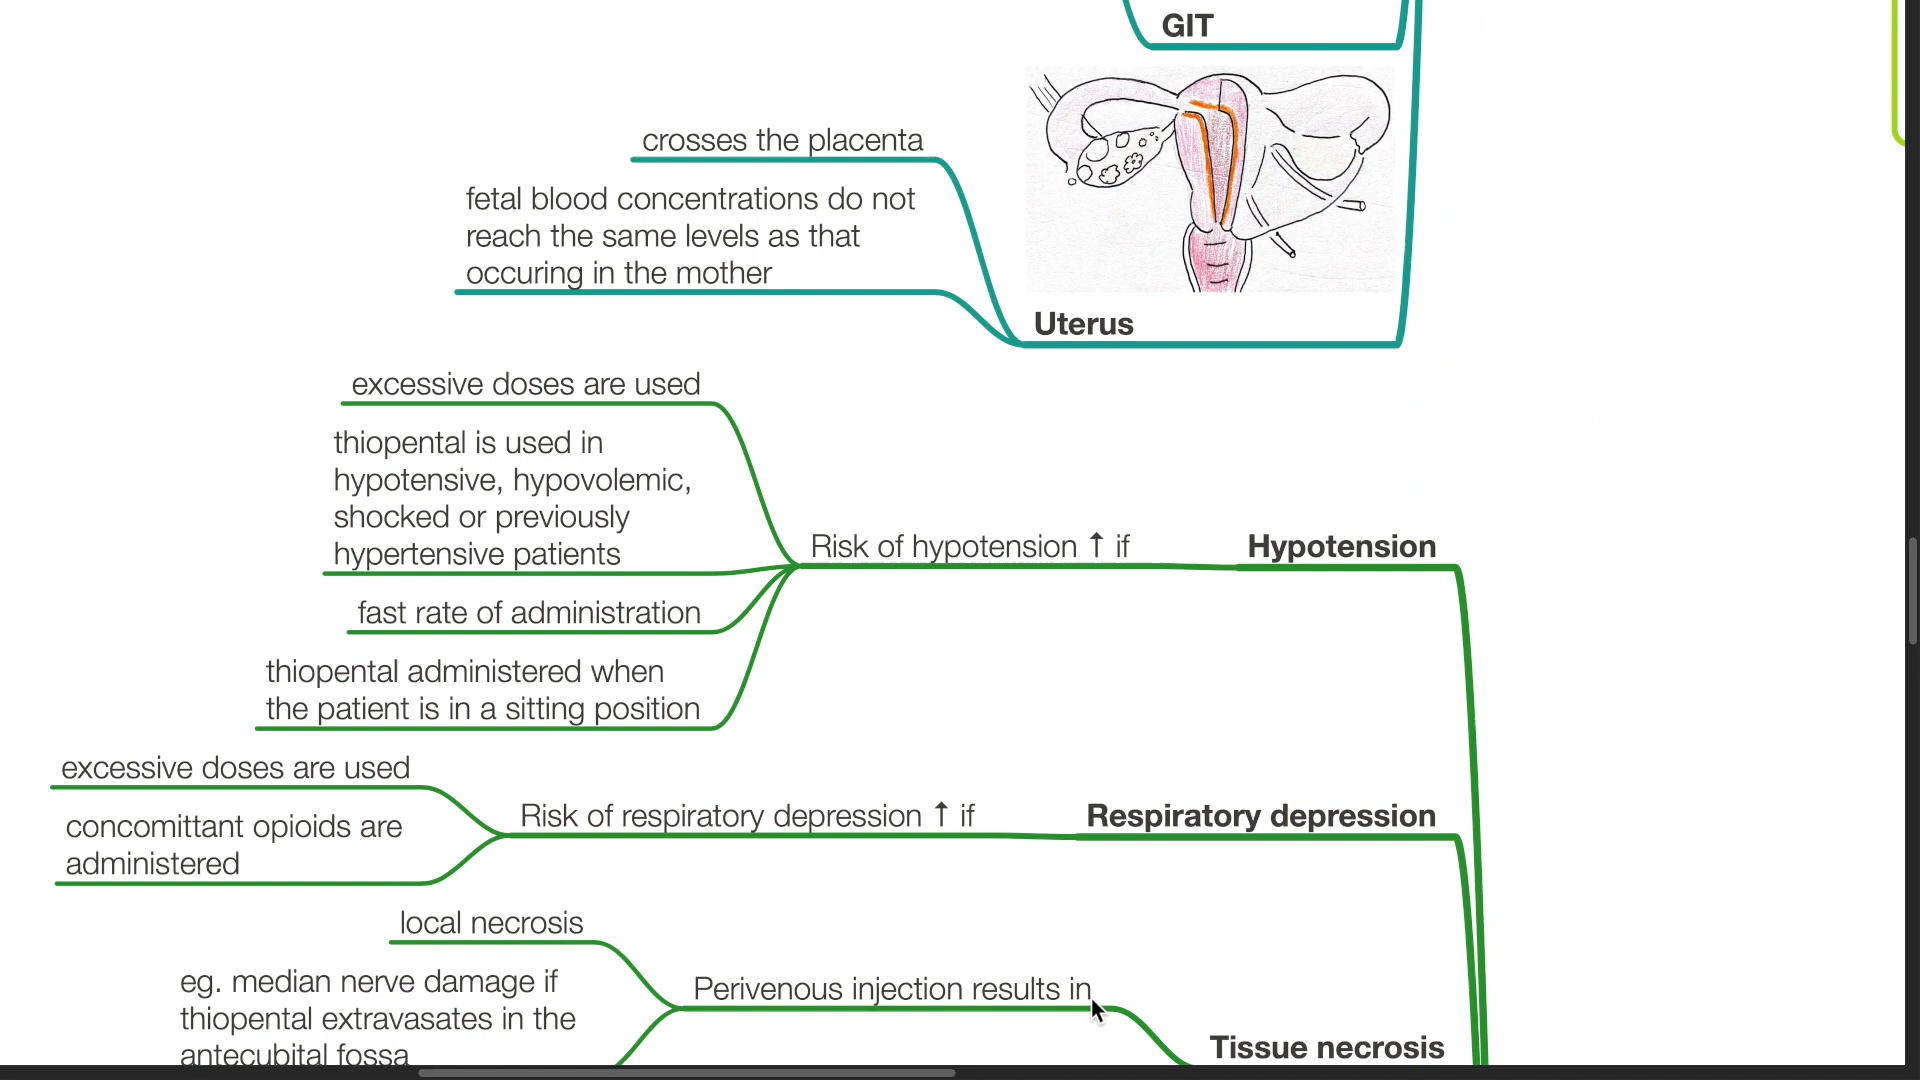 GIT
crosses the placenta
fetal blood concentrations do not
reach the same levels as that
occuring in the mother
Uterus
excessive doses are used
thiopental is used in
hypotensive, hypovolemic,
shocked or previously
hypertensive patients
Risk of hypotension ↑ if
Hypotension
fast rate of administration
thiopental administered when
the patient is in a sitting position
excessive doses are used
concomittant opioids are
administered
Risk of respiratory depression ↑ if
Respiratory depression
local necrosis
eg. median nerve damage if
thiopental extravasates in the
antecubital fossa
Perivenous injection results in
Tissue necrosis